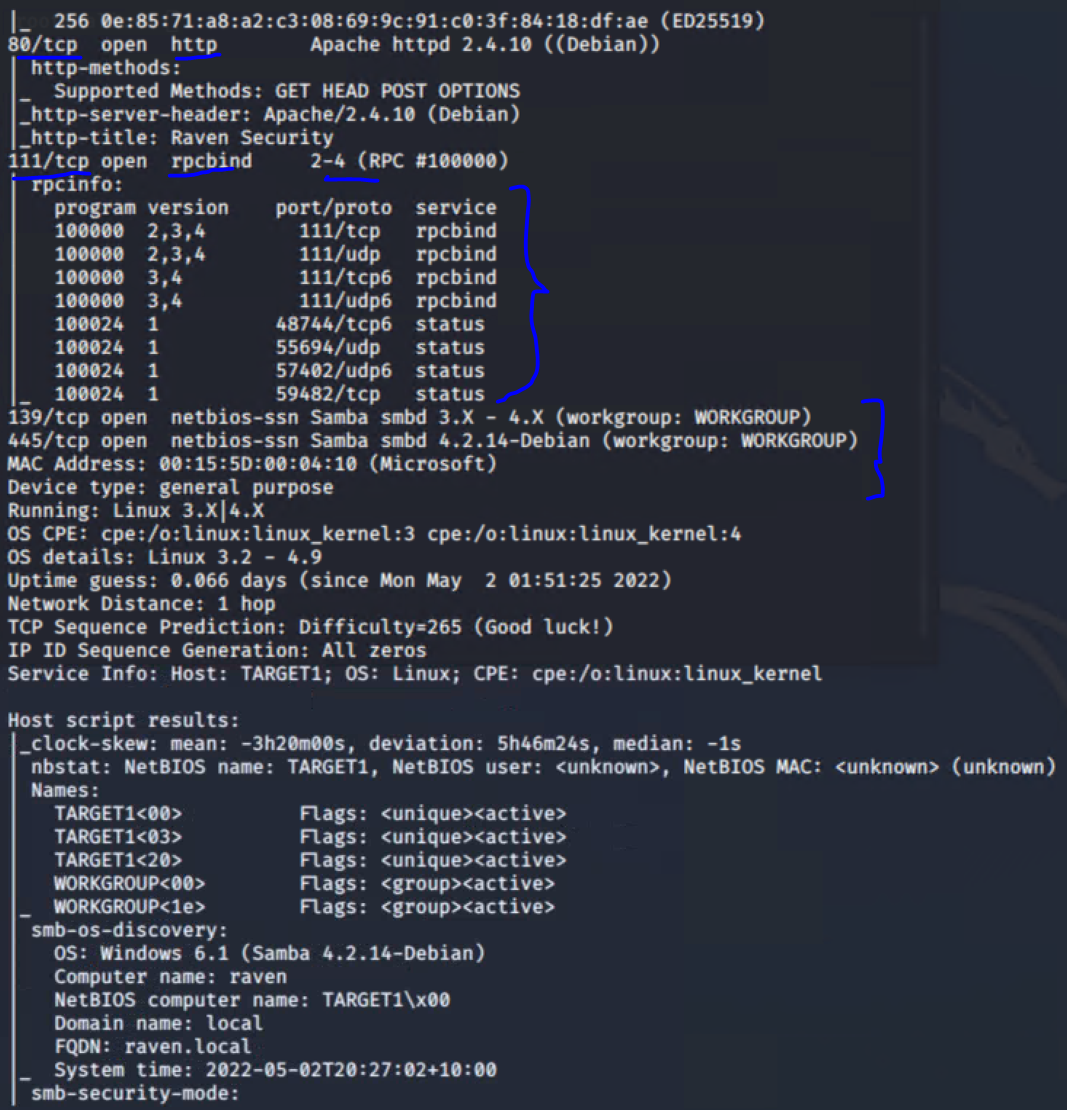 |_  256 0e:85:71:a8:a2:c3:08:69:9c:91:c0:3f:84:18:df:ae (ED25519)
80/tcp  open  http        Apache httpd 2.4.10 ((Debian))
| http-methods:
|_  Supported Methods: GET HEAD POST OPTIONS
|_http-server-header: Apache/2.4.10 (Debian)
|_http-title: Raven Security
111/tcp open  rpcbind     2-4 (RPC #100000)
| rpcinfo:
|   program version    port/proto  service
|   100000  2,3,4        111/tcp   rpcbind
|   100000  2,3,4        111/udp   rpcbind
|   100000  3,4          111/tcp6  rpcbind
|   100000  3,4          111/udp6  rpcbind
|   100024  1          48744/tcp6  status
|   100024  1          55694/udp   status
|   100024  1          57402/udp6  status
|_  100024  1          59482/tcp   status
139/tcp open  netbios-ssn Samba smbd 3.X - 4.X (workgroup: WORKGROUP)
445/tcp open  netbios-ssn Samba smbd 4.2.14-Debian (workgroup: WORKGROUP)
MAC Address: 00:15:5D:00:04:10 (Microsoft)
Device type: general purpose
Running: Linux 3.X|4.X
OS CPE: cpe:/o:linux:linux_kernel:3 cpe:/o:linux:linux_kernel:4
OS details: Linux 3.2 - 4.9
Uptime guess: 0.066 days (since Mon May  2 01:51:25 2022)
Network Distance: 1 hop
TCP Sequence Prediction: Difficulty=265 (Good luck!)
IP ID Sequence Generation: All zeros
Service Info: Host: TARGET1; OS: Linux; CPE: cpe:/o:linux:linux_kernel
Host script results:
|_clock-skew: mean: -3h20m00s, deviation: 5h46m24s, median: -1s
| nbstat: NetBIOS name: TARGET1, NetBIOS user: <unknown>, NetBIOS MAC: <unknown> (unknown)
| Names:
|   TARGET1<00>          Flags: <unique><active>
|   TARGET1<03>          Flags: <unique><active>
|   TARGET1<20>          Flags: <unique><active>
|   WORKGROUP<00>        Flags: <group><active>
|_  WORKGROUP<1e>        Flags: <group><active>
| smb-os-discovery:
|   OS: Windows 6.1 (Samba 4.2.14-Debian)
|   Computer name: raven
|   NetBIOS computer name: TARGET1\x00
|   Domain name: local
|   FQDN: raven.local
|_  System time: 2022-05-02T20:27:02+10:00
| smb-security-mode: